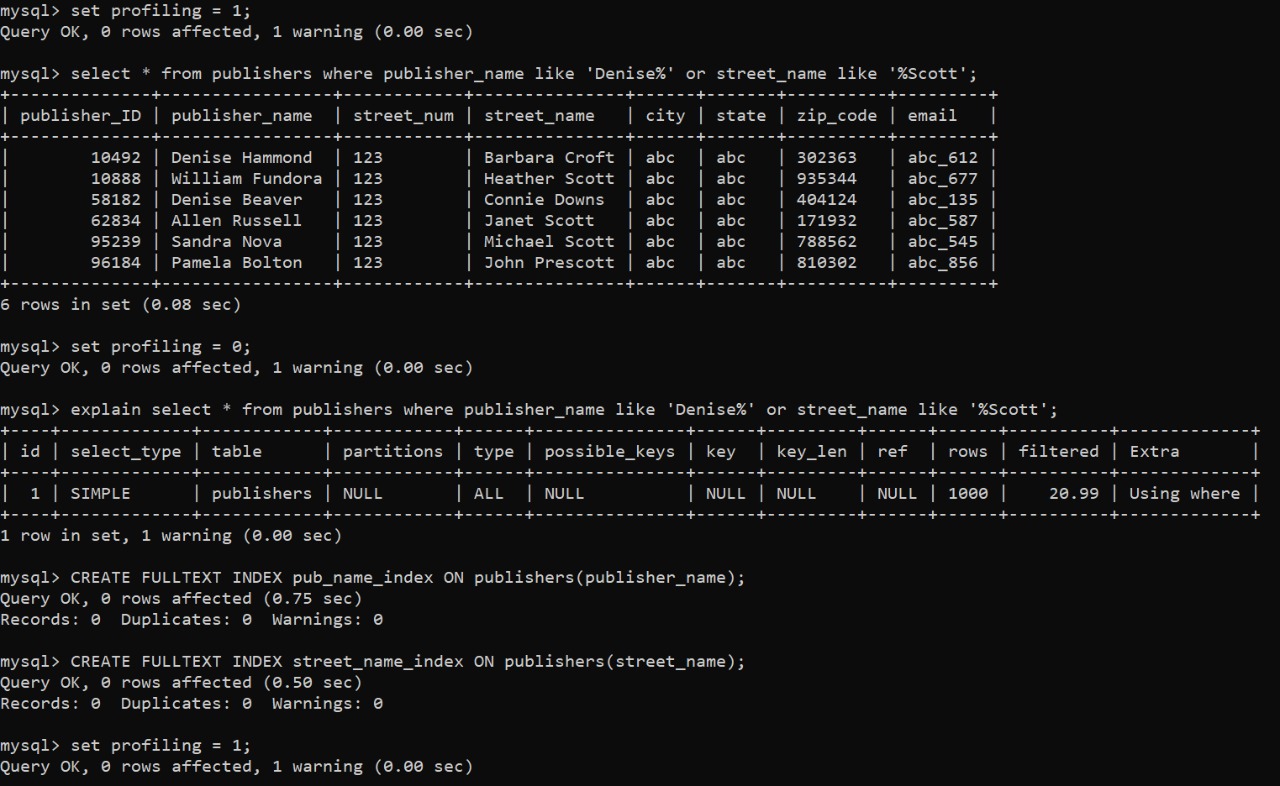 mysql> set profiling = 1;
Query OK, 0 rows affected, 1 warning (0.00 sec)

mysql> select * from publishers where publisher_name like 'Denise%' or street_name like '%Scott';
+--------------+-----------------+------------+---------------+------+-------+----------+---------+
| publisher_ID | publisher_name  | street_num | street_name   | city | state | zip_code | email   |
+--------------+-----------------+------------+---------------+------+-------+----------+---------+
|        10492 | Denise Hammond  | 123        | Barbara Croft | abc  | abc   | 302363   | abc_612 |
|        10888 | William Fundora | 123        | Heather Scott | abc  | abc   | 935344   | abc_677 |
|        58182 | Denise Beaver   | 123        | Connie Downs  | abc  | abc   | 404124   | abc_135 |
|        62834 | Allen Russell   | 123        | Janet Scott   | abc  | abc   | 171932   | abc_587 |
|        95239 | Sandra Nova     | 123        | Michael Scott | abc  | abc   | 788562   | abc_545 |
|        96184 | Pamela Bolton   | 123        | John Prescott | abc  | abc   | 810302   | abc_856 |
+--------------+-----------------+------------+---------------+------+-------+----------+---------+
6 rows in set (0.08 sec)

mysql> set profiling = 0;
Query OK, 0 rows affected, 1 warning (0.00 sec)

mysql> explain select * from publishers where publisher_name like 'Denise%' or street_name like '%Scott';
+----+-------------+------------+------------+------+---------------+------+---------+------+------+----------+-------------+
| id | select_type | table      | partitions | type | possible_keys | key  | key_len | ref  | rows | filtered | Extra       |
+----+-------------+------------+------------+------+---------------+------+---------+------+------+----------+-------------+
|  1 | SIMPLE      | publishers | NULL       | ALL  | NULL          | NULL | NULL    | NULL | 1000 |    20.99 | Using where |
+----+-------------+------------+------------+------+---------------+------+---------+------+------+----------+-------------+
1 row in set, 1 warning (0.00 sec)

mysql> CREATE FULLTEXT INDEX pub_name_index ON publishers(publisher_name);
Query OK, 0 rows affected (0.75 sec)
Records: 0  Duplicates: 0  Warnings: 0

mysql> CREATE FULLTEXT INDEX street_name_index ON publishers(street_name);
Query OK, 0 rows affected (0.50 sec)
Records: 0  Duplicates: 0  Warnings: 0

mysql> set profiling = 1;
Query OK, 0 rows affected, 1 warning (0.00 sec)